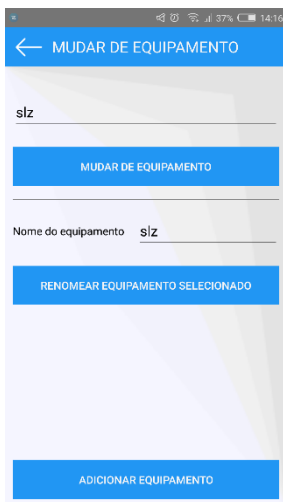 37% 14:16
MUDAR DE EQUIPAMENTO
slz
MUDAR DE EQUIPAMENTO
Nome do equipamento slz
RENOMEAR EQUIPAMENTO SELECIONADO
ADICIONAR EQUIPAMENTO